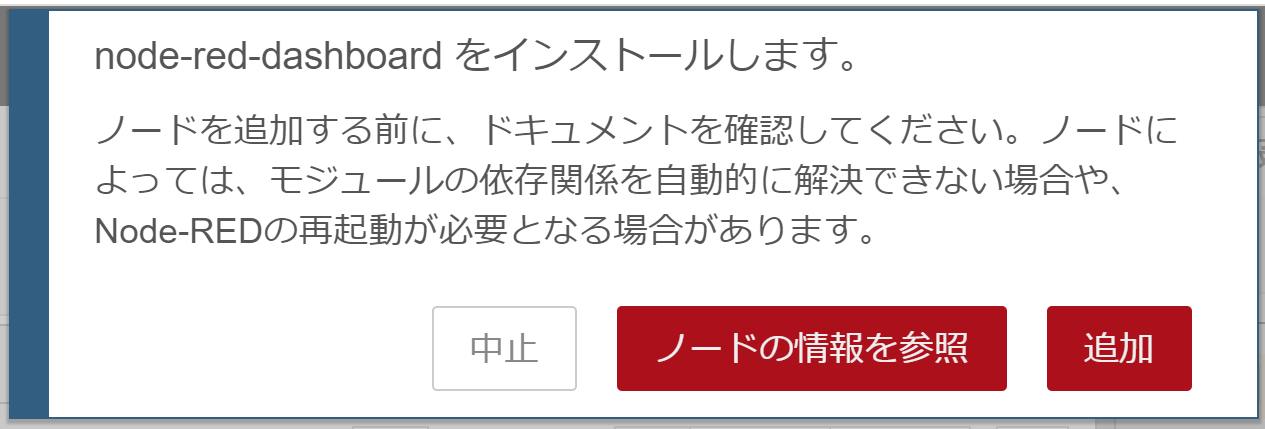 node-red-dashboard をインストールします。
ノードを追加する前に、ドキュメントを確認してください。ノードに
よっては、モジュールの依存関係を自動的に解決できない場合や、
Node-REDの再起動が必要となる場合があります。
中止
ノードの情報を参照
追加